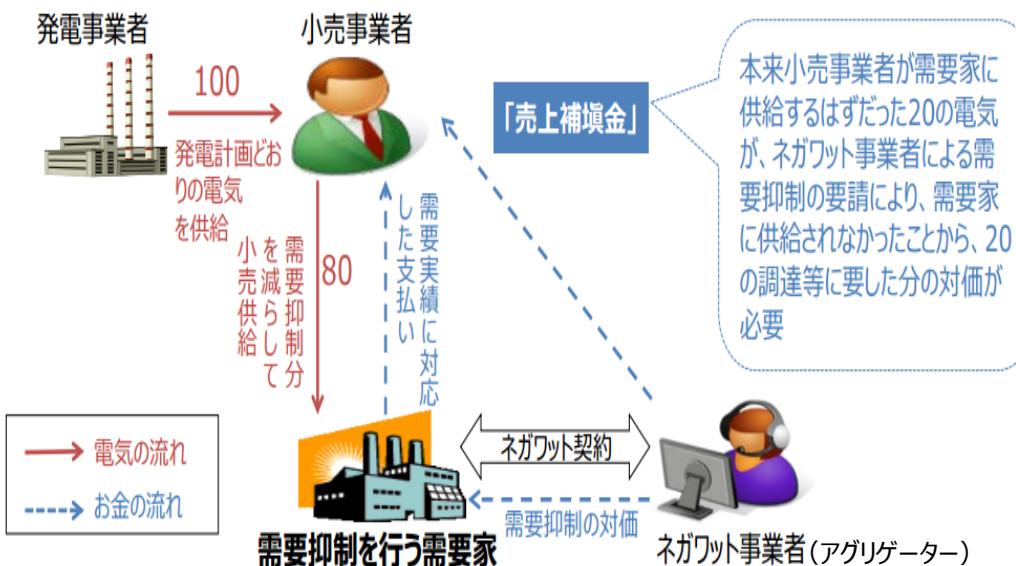 発電事業者
小売事業者
100
発電計画どお
りの電気
を供給
「売上補填金」
本来小売事業者が需要家に
供給するはずだった20の電気
が、ネガワット事業者による需
要抑制の要請により、需要家
に供給されなかったことから、20
の調達等に要した分の対価が
必要
需要抑制分
を減らして
小売供給
80
需要実績に対応
した支払い
電気の流れ
お金の流れ
ネガワット契約
需要抑制の対価
需要抑制を行う需要家
ネガワット事業者(アグリゲーター)